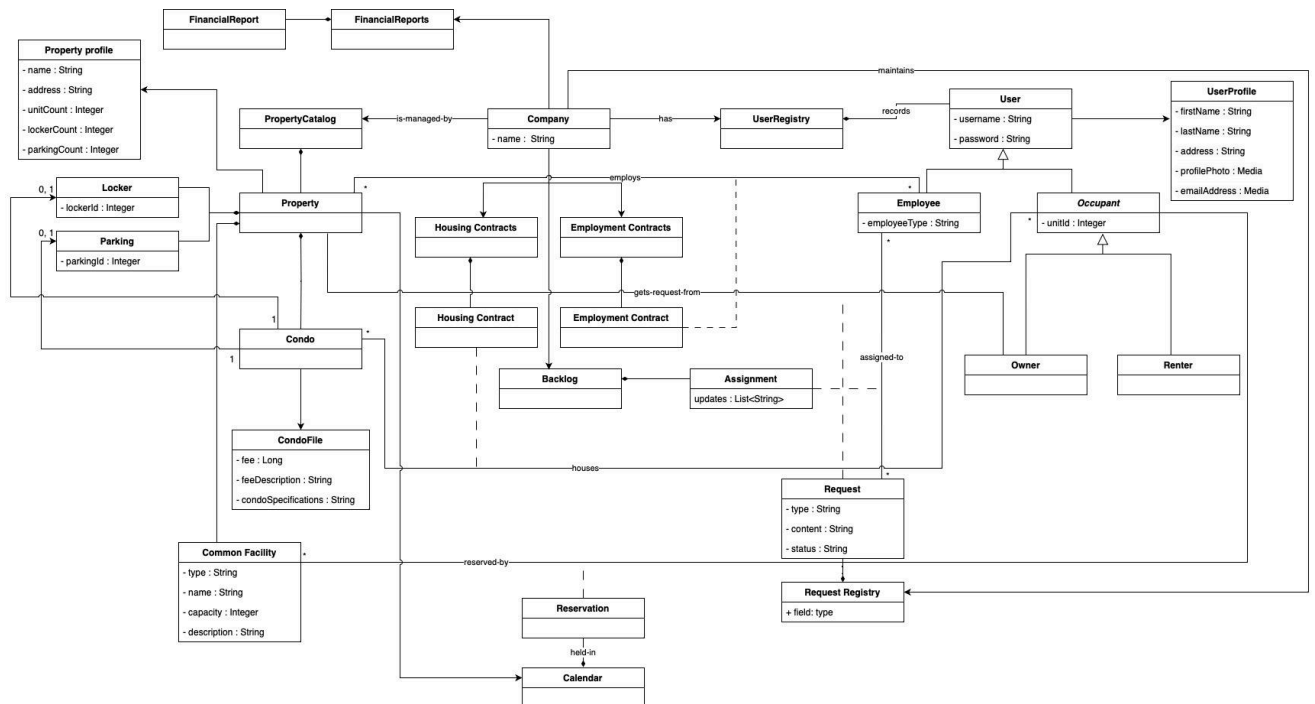 FinancialReport
FinancialReports
Property profile
- name : String
- address : String
- unitCount : Integer
- lockerCount : Integer
- parkingCount : Integer
maintains
PropertyCatalog
is-managed-by
Company
- name : String
has
UserRegistry
records
User
- username : String
- password : String
UserProfile
- firstName : String
- lastName : String
- address : String
- profilePhoto : Media
- emailAddress : Media
0, 1
Locker
- lockerId : Integer
0, 1
Parking
- parkingId : Integer
Property
*
employs
*
Employee
- employeeType : String
*
Occupant
- unitId : Integer
*
Housing Contracts
Employment Contracts
gets-request-from
Housing Contract
Employment Contract
1
Condo
*
1
assigned-to
Owner
Renter
Backlog
Assignment
updates : List<String>
CondoFile
- fee : Long
- feeDescription : String
- condoSpecifications : String
houses
*
Request
- type : String
- content : String
- status : String
Common Facility
*
- type : String
- name : String
- capacity : Integer
- description : String
reserved-by
*
Request Registry
+ field: type
Reservation
held-in
Calendar